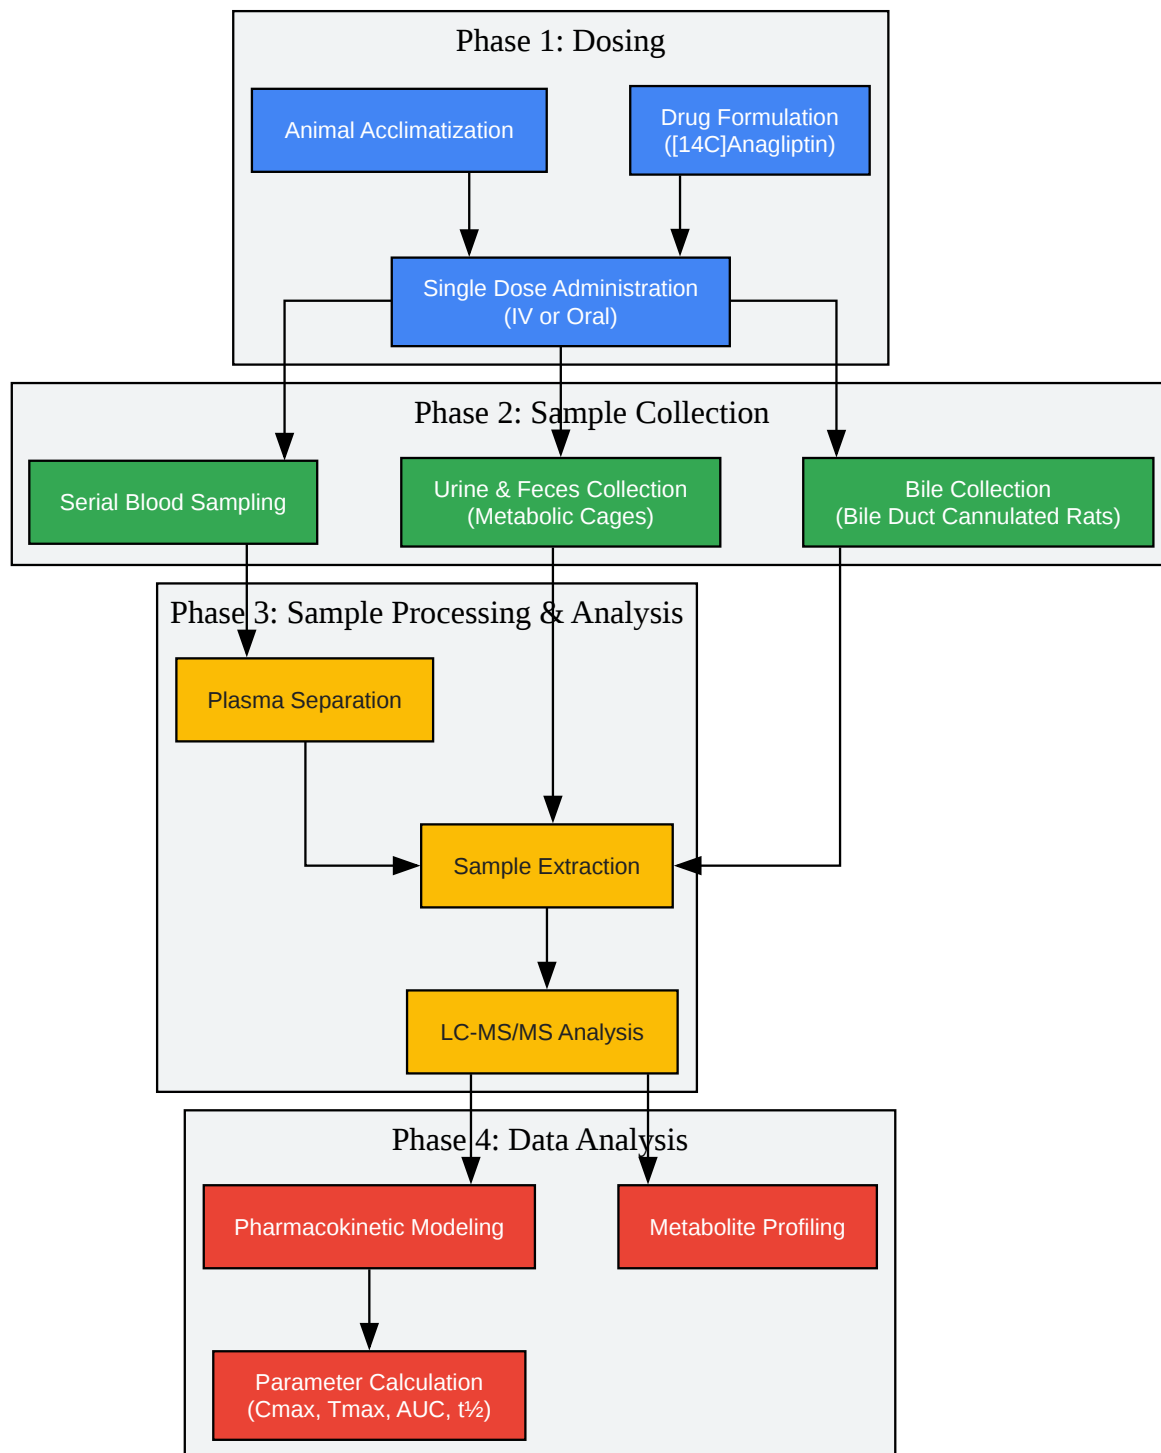 Phase 1: Dosing
Animal Acclimatization
Drug Formulation
([14C]Anagliptin)
Single Dose Administration
(IV or Oral)
Phase 2: Sample Collection
Serial Blood Sampling
Urine & Feces Collection
(Metabolic Cages)
Bile Collection
(Bile Duct Cannulated Rats)
Phase 3: Sample Processing & Analysis
Plasma Separation
Sample Extraction
LC-MS/MS Analysis
Phase 4: Data Analysis
Pharmacokinetic Modeling
Metabolite Profiling
Parameter Calculation
(Cmax, Tmax, AUC, t½)